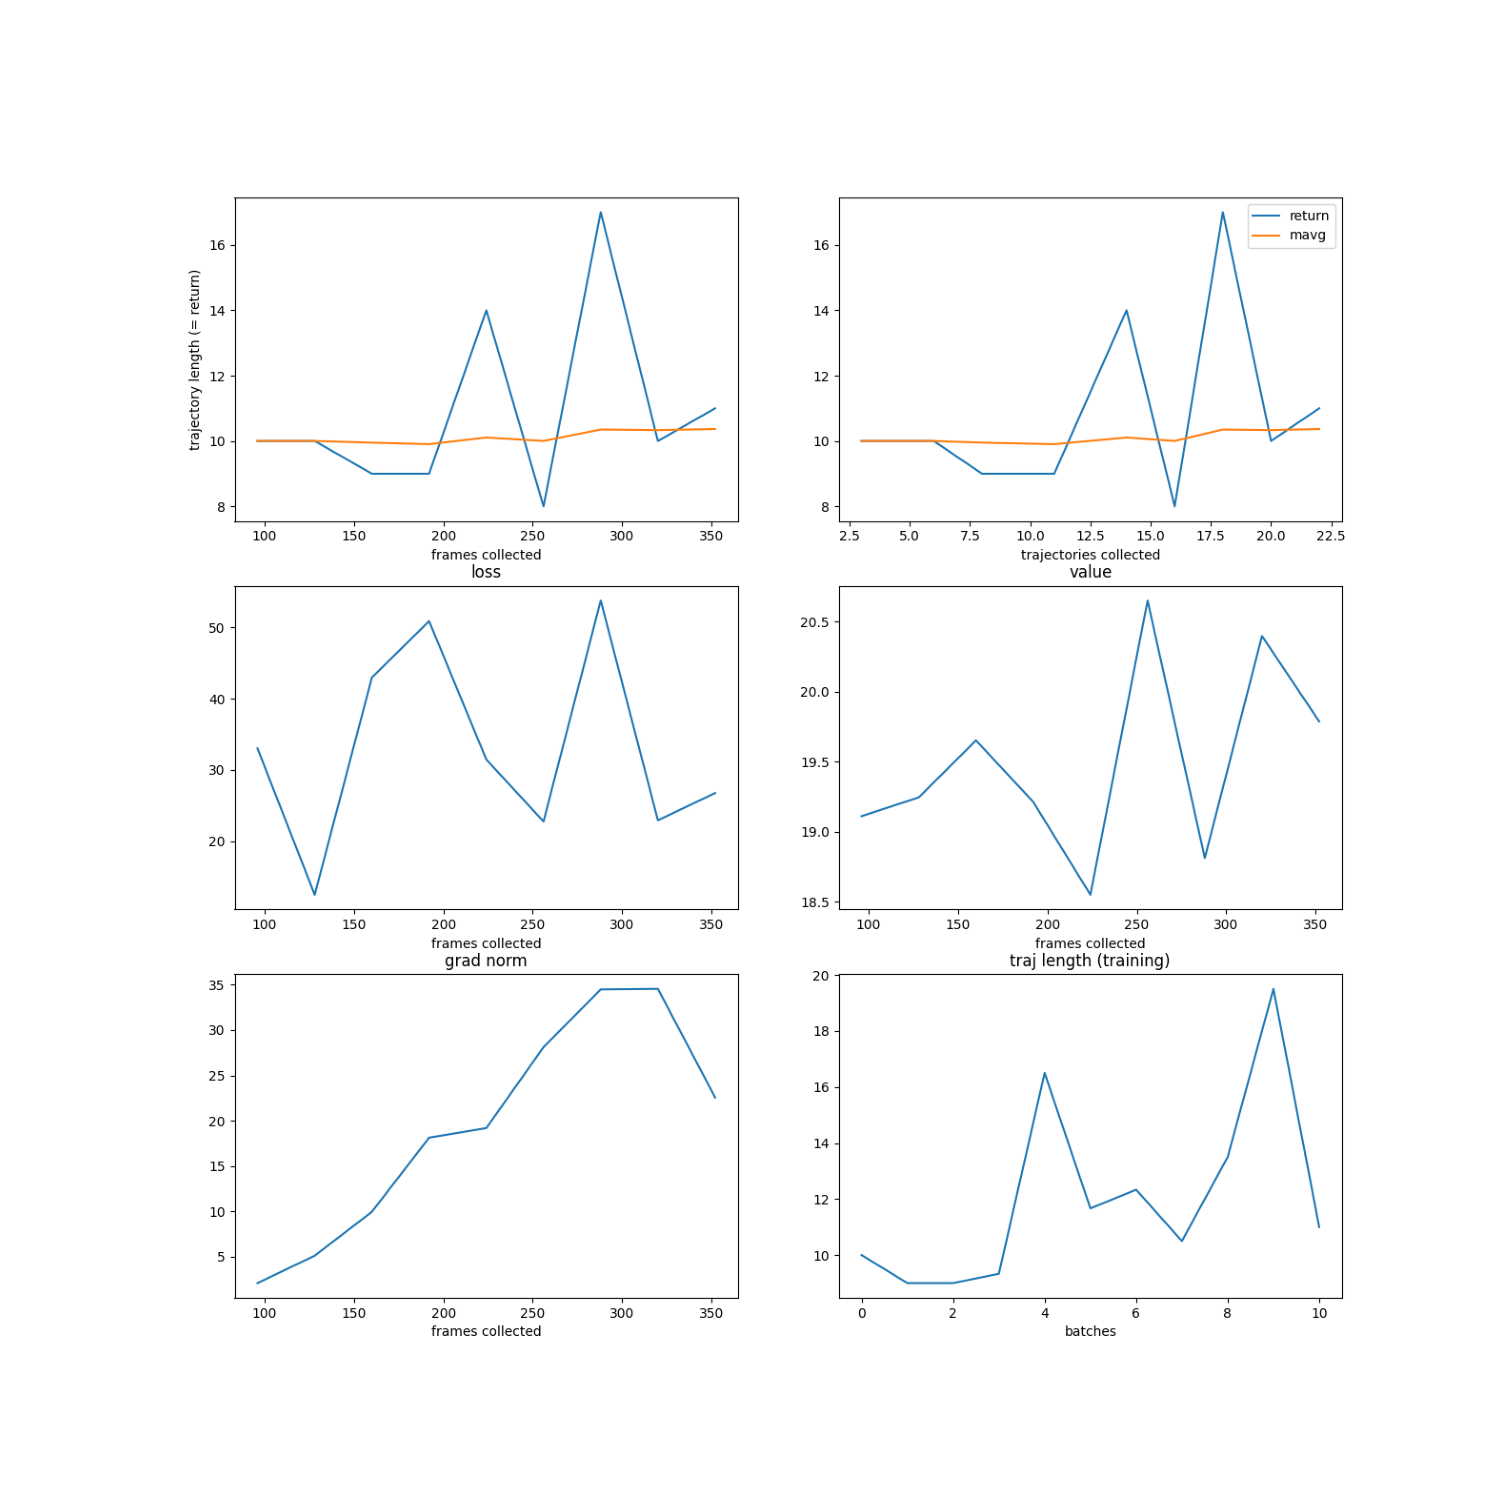 trajectory length (= return)
16
14
12
10
8
100 150 200 250 300 350
frames collected
return
mavg
16
14
12
10
8
2.5 5.0 7.5 10.0 12.5 15.0 17.5 20.0 22.5
trajectories collected
loss
50
40
30
20
100 150 200 250 300 350
frames collected
value
20.5
20.0
19.5
19.0
18.5
100 150 200 250 300 350
frames collected
grad norm
35
30
25
20
15
10
5
100 150 200 250 300 350
frames collected
traj length (training)
20
18
16
14
12
10
0 2 4 6 8 10
batches